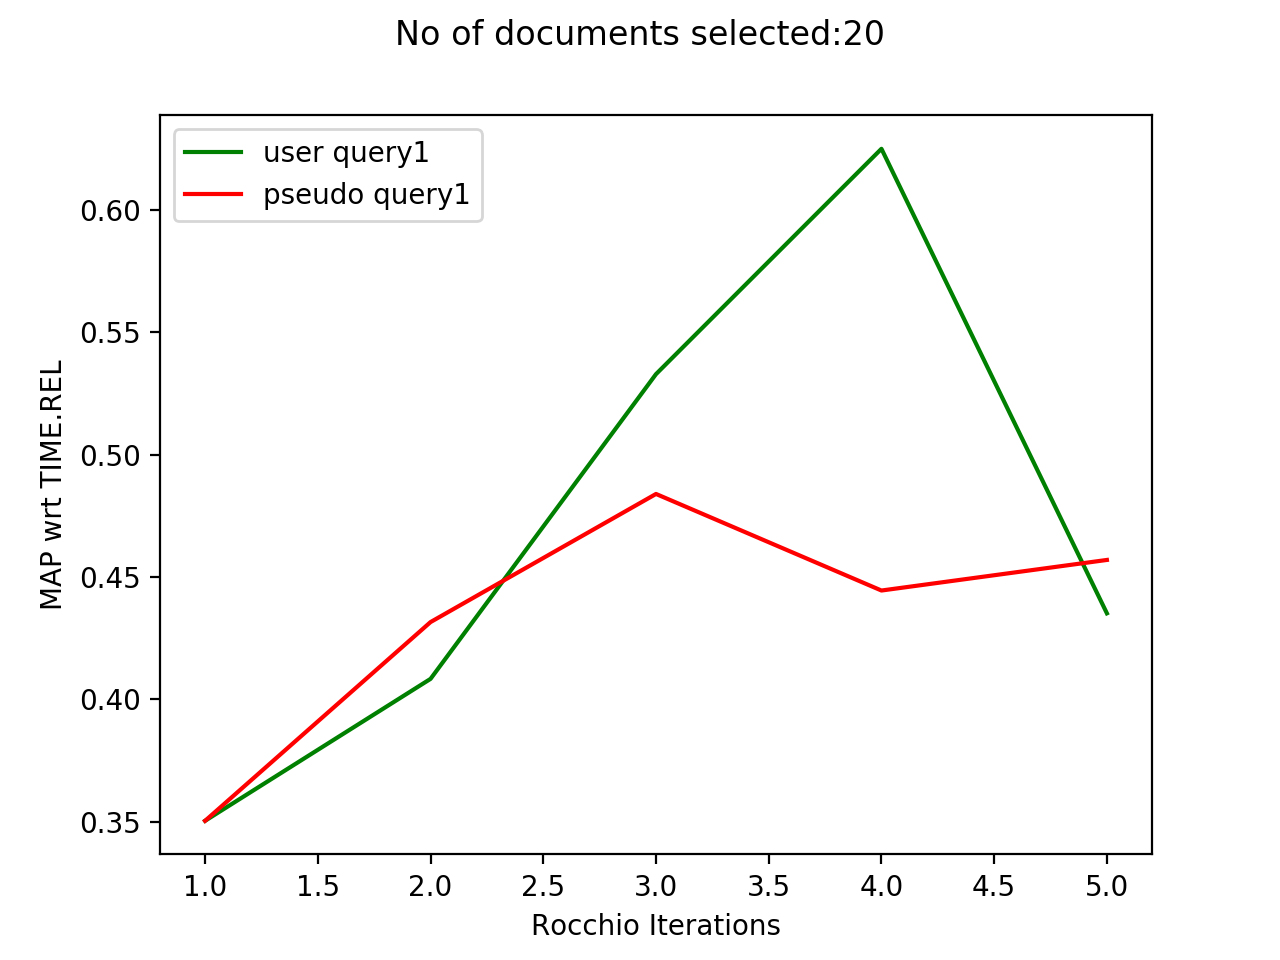 No of documents selected:20
user query1
pseudo query1
MAP wrt TIME.REL
0.60
0.55
0.50
0.45
0.40
0.35
1.0 1.5 2.0 2.5 3.0 3.5 4.0 4.5 5.0
Rocchio Iterations